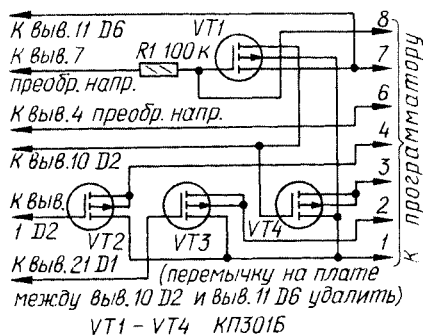 К выв. 11 D6
VT1
8
К выв. 7
R1 100 к
7
преобр. напр.
6
К выв. 4 преобр. напр.
4
К выв. 10 D2
3
К выв.
1 D2
2
VT2
VT3
VT4
1
К программатору
К выв. 21 D1
(перемычку на плате
между выв. 10 D2 и выв. 11 D6 удалить)
VT1 – VT4 КП301Б